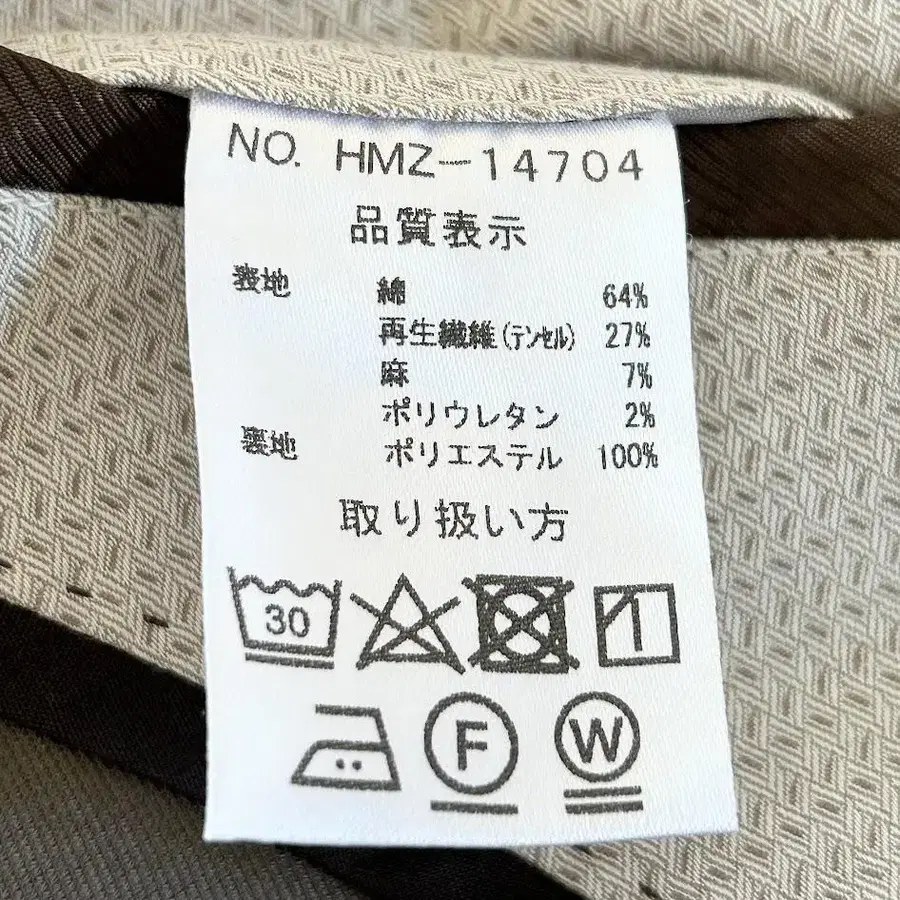 NO. HMZ-14704
品質表示
表地 綿 64%
再生繊維(テンセル) 27%
麻 7%
ポリウレタン 2%
裏地 ポリエステル 100%
取り扱い方
30
F W